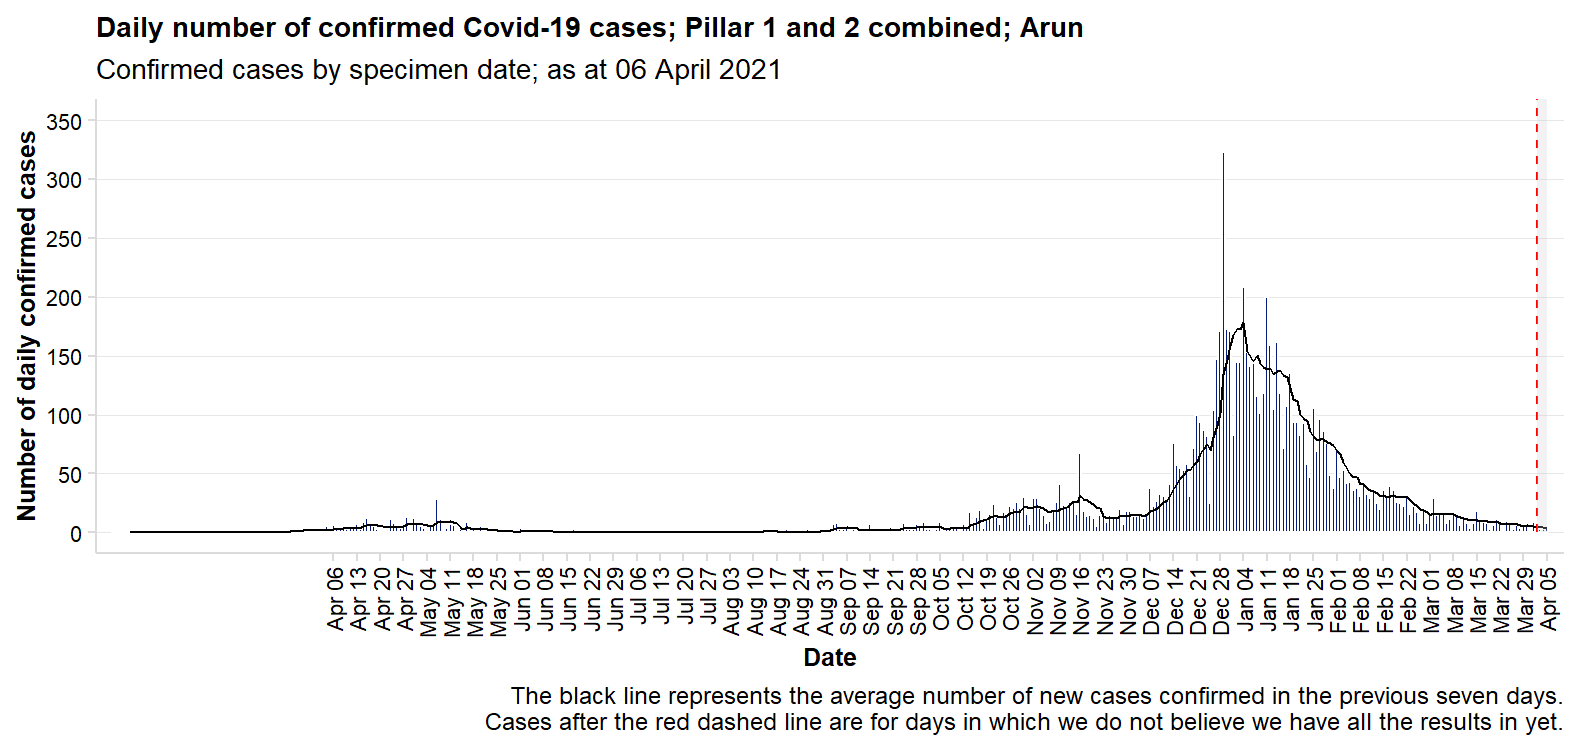 Daily number of confirmed Covid-19 cases; Pillar 1 and 2 combined; Arun
Confirmed cases by specimen date; as at 06 April 2021
Number of daily confirmed cases
350
300
250
200
150
100
50
0
Apr 06
Apr 13
Apr 20
Apr 27
May 04
May 11
May 18
May 25
Jun 01
Jun 08
Jun 15
Jun 22
Jun 29
Jul 06
Jul 13
Jul 20
Jul 27
Aug 03
Aug 10
Aug 17
Aug 24
Aug 31
Sep 07
Sep 14
Sep 21
Sep 28
Oct 05
Oct 12
Oct 19
Oct 26
Nov 02
Nov 09
Nov 16
Nov 23
Nov 30
Dec 07
Dec 14
Dec 21
Dec 28
Jan 04
Jan 11
Jan 18
Jan 25
Feb 01
Feb 08
Feb 15
Feb 22
Mar 01
Mar 08
Mar 15
Mar 22
Mar 29
Apr 05
Date
The black line represents the average number of new cases confirmed in the previous seven days.
Cases after the red dashed line are for days in which we do not believe we have all the results in yet.